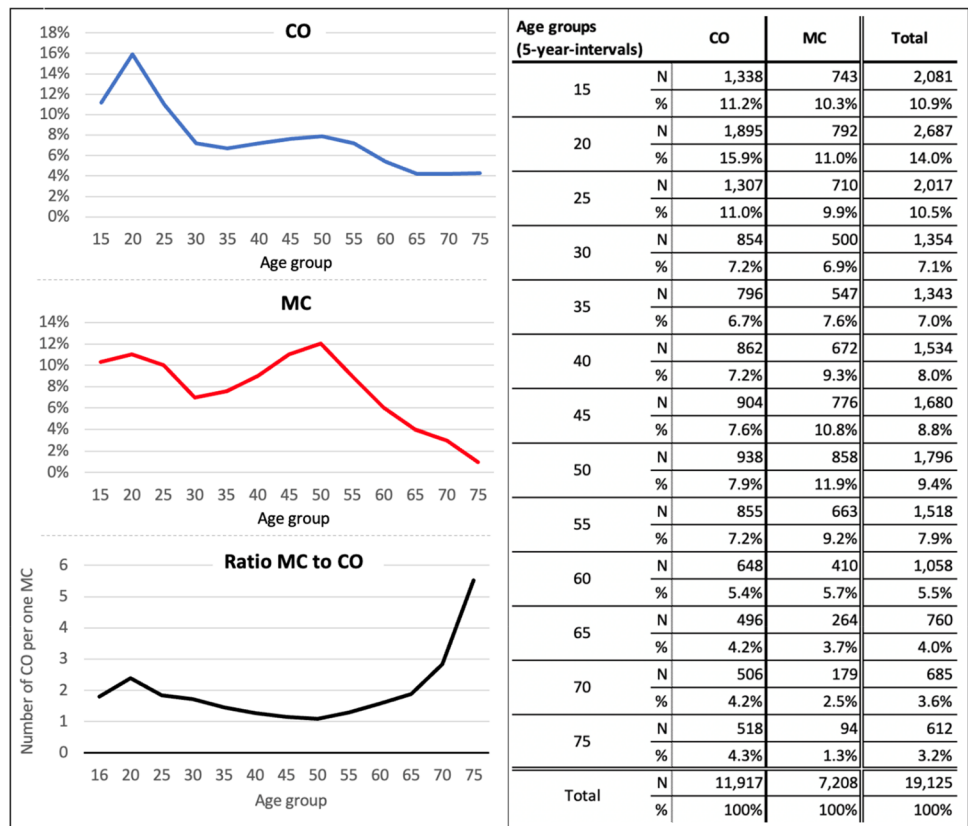 CO
18%
16%
14%
12%
10%
8%
6%
4%
2%
0%
15 20 25 30 35 40 45 50 55 60 65 70 75
Age group
MC
14%
12%
10%
8%
6%
4%
2%
0%
15 20 25 30 35 40 45 50 55 60 65 70 75
Age group
Ratio MC to CO
Number of CO per one MC
6
5
4
3
2
1
0
16 20 25 30 35 40 45 50 55 60 65 70 75
Age group
Age groups
(5-year-intervals) CO MC Total
15 N 1,338 743 2,081
% 11.2% 10.3% 10.9%
20 N 1,895 792 2,687
% 15.9% 11.0% 14.0%
25 N 1,307 710 2,017
% 11.0% 9.9% 10.5%
30 N 854 500 1,354
% 7.2% 6.9% 7.1%
35 N 796 547 1,343
% 6.7% 7.6% 7.0%
40 N 862 672 1,534
% 7.2% 9.3% 8.0%
45 N 904 776 1,680
% 7.6% 10.8% 8.8%
50 N 938 858 1,796
% 7.9% 11.9% 9.4%
55 N 855 663 1,518
% 7.2% 9.2% 7.9%
60 N 648 410 1,058
% 5.4% 5.7% 5.5%
65 N 496 264 760
% 4.2% 3.7% 4.0%
70 N 506 179 685
% 4.2% 2.5% 3.6%
75 N 518 94 612
% 4.3% 1.3% 3.2%
Total N 11,917 7,208 19,125
% 100% 100% 100%